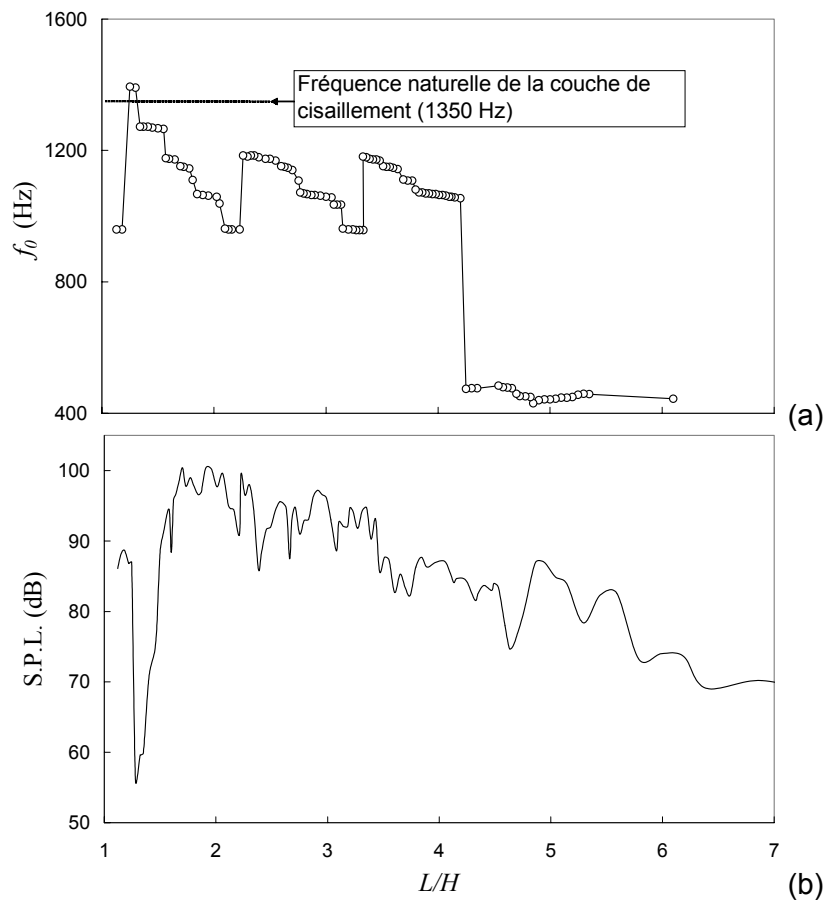 1600
Fréquence naturelle de la couche de
cisaillement (1350 Hz)
1200
f0 (Hz)
800
400
(a)
100
90
80
S.P.L. (dB)
70
60
50
1 2 3 4 5 6 7
L/H
(b)